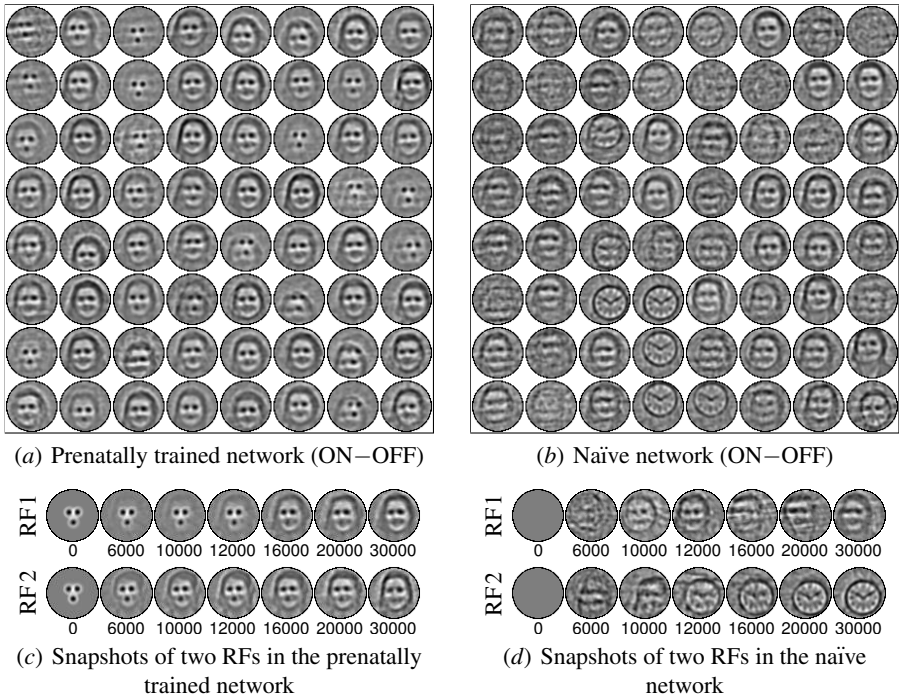 (a) Prenatally trained network (ON−OFF)
(b) Naïve network (ON−OFF)
RF1
0 6000 10000 12000 16000 20000 30000
RF2
0 6000 10000 12000 16000 20000 30000
(c) Snapshots of two RFs in the prenatally
trained network
RF1
0 6000 10000 12000 16000 20000 30000
RF2
0 6000 10000 12000 16000 20000 30000
(d) Snapshots of two RFs in the naïve
network